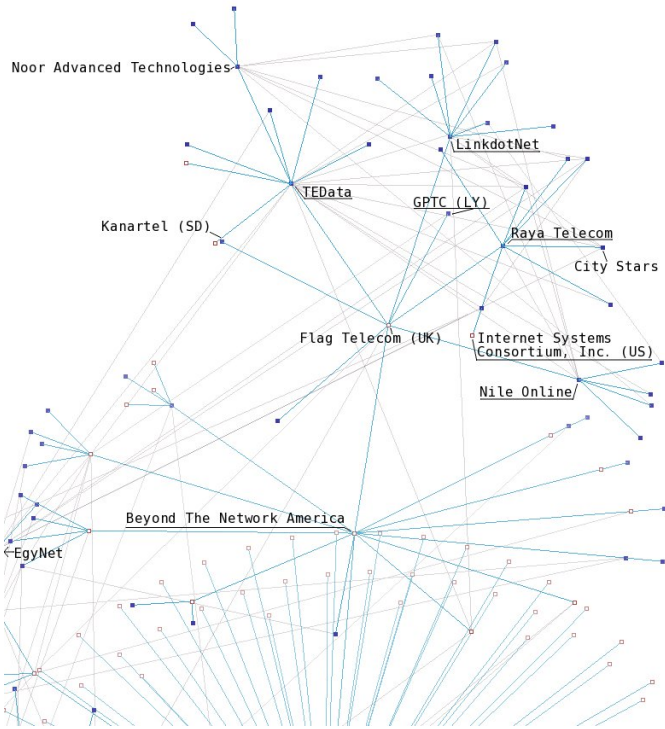 Noor Advanced Technologies
LinkdotNet
TEData
GPTC (LY)
Kanartel (SD)
Raya Telecom
City Stars
Flag Telecom (UK)
Internet Systems
Consortium, Inc. (US)
Nile Online
Beyond The Network America
EgyNet